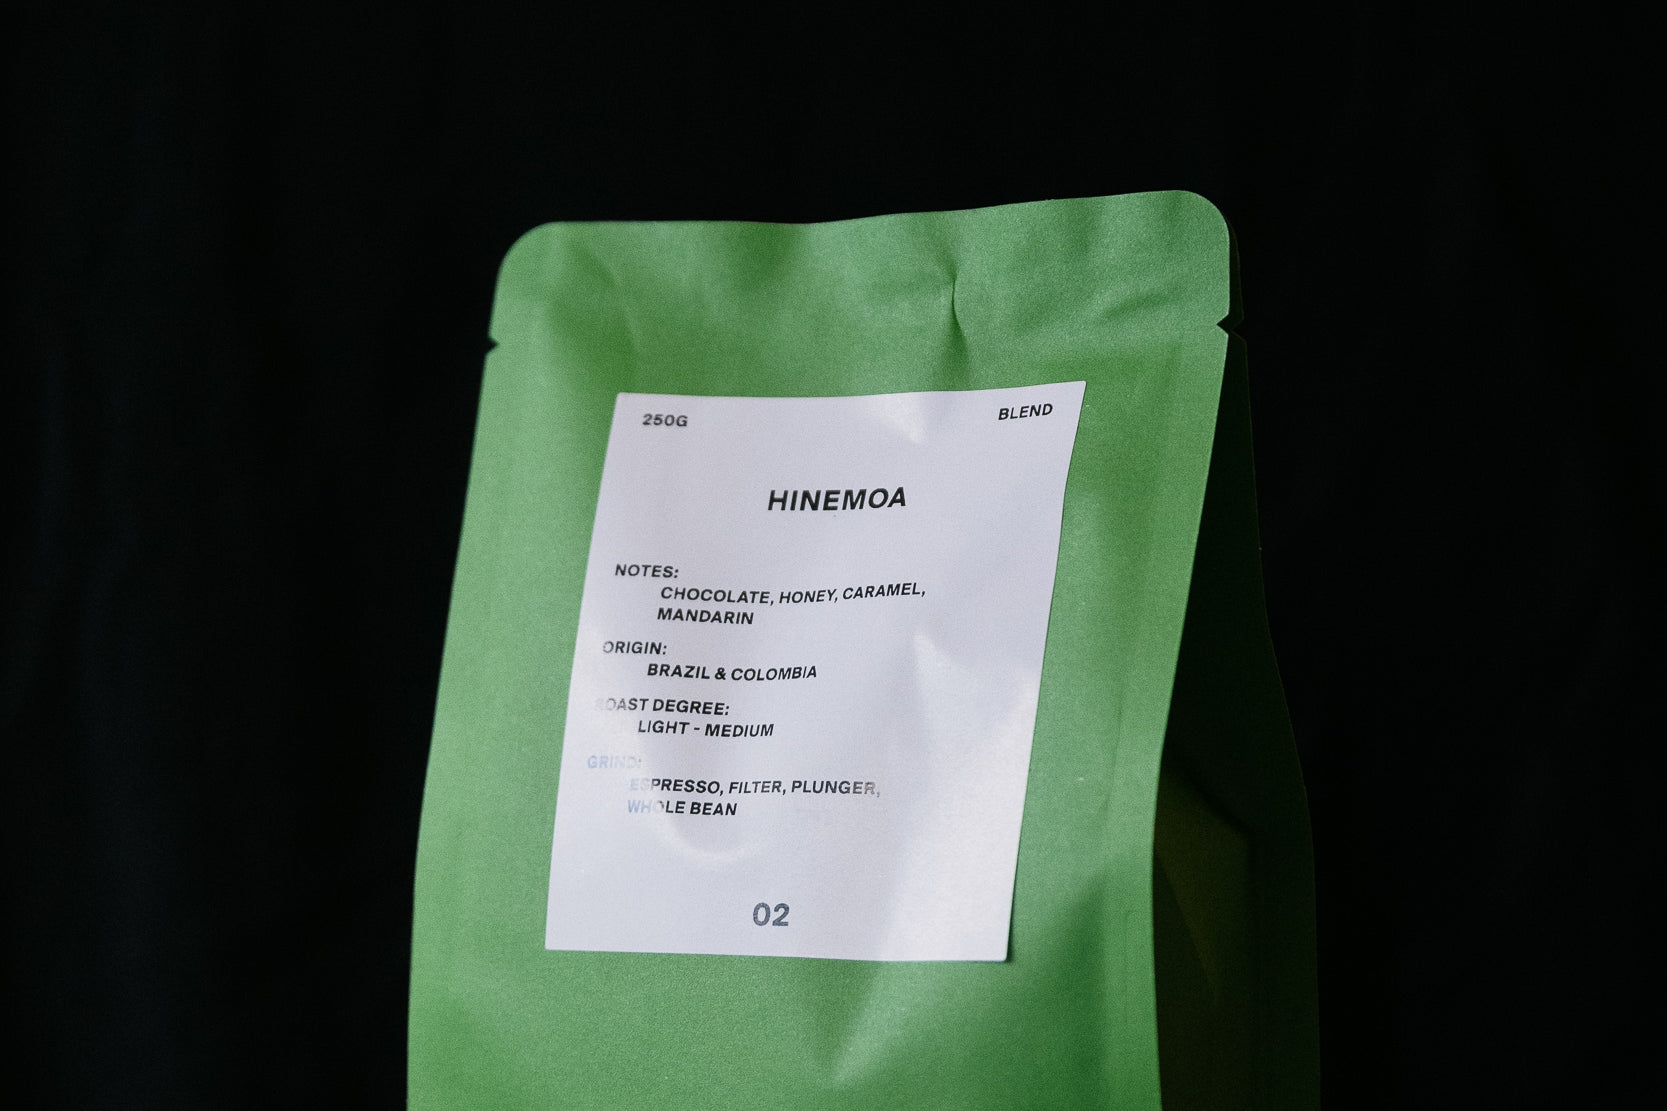 250G
BLEND
HINEMOA
NOTES:
CHOCOLATE, HONEY, CARAMEL,
MANDARIN
ORIGIN:
BRAZIL & COLOMBIA
ROAST DEGREE:
LIGHT - MEDIUM
GRIND:
ESPRESSO, FILTER, PLUNGER,
WHOLE BEAN
02